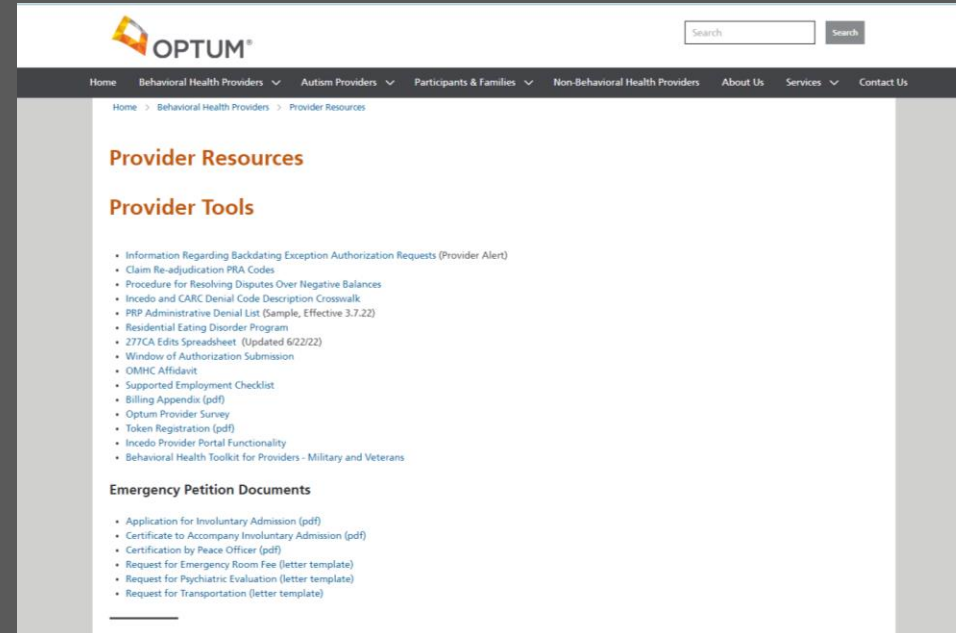 OPTUM®
Search
Search
Home Behavioral Health Providers Autism Providers Participants & Families Non-Behavioral Health Providers About Us Services Contact Us
Home > Behavioral Health Providers > Provider Resources
Provider Resources
Provider Tools
• Information Regarding Backdating Exception Authorization Requests (Provider Alert)
• Claim Re-adjudication PRA Codes
• Procedure for Resolving Disputes Over Negative Balances
• Incedo and CARC Denial Code Description Crosswalk
• PRP Administrative Denial List (Sample, Effective 3.7.22)
• Residential Eating Disorder Program
• 277CA Edits Spreadsheet (Updated 6/22/22)
• Window of Authorization Submission
• OMHC Affidavit
• Supported Employment Checklist
• Billing Appendix (pdf)
• Optum Provider Survey
• Token Registration (pdf)
• Incedo Provider Portal Functionality
• Behavioral Health Toolkit for Providers - Military and Veterans
Emergency Petition Documents
• Application for Involuntary Admission (pdf)
• Certificate to Accompany Involuntary Admission (pdf)
• Certification by Peace Officer (pdf)
• Request for Emergency Room Fee (letter template)
• Request for Psychiatric Evaluation (letter template)
• Request for Transportation (letter template)